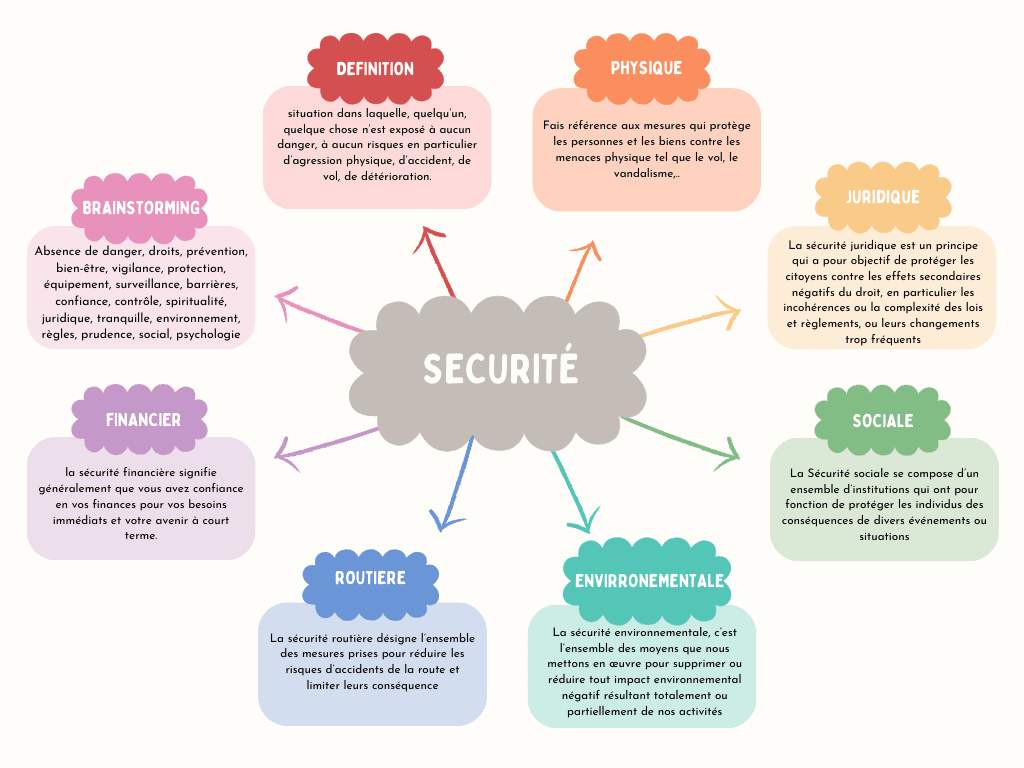 DEFINITION
situation dans laquelle, quelqu'un,
quelque chose n'est exposé à aucun
danger, à aucun risques en particulier
d'agression physique, d'accident, de
vol, de détérioration.
PHYSIQUE
Fais référence aux mesures qui protège
les personnes et les biens contre les
menaces physique tel que le vol, le
vandalisme,..
BRAINSTORMING
Absence de danger, droits, prévention,
bien-être, vigilance, protection,
équipement, surveillance, barrières,
confiance, contrôle, spiritualité,
juridique, tranquille, environnement,
règles, prudence, social, psychologie
JURIDIQUE
La sécurité juridique est un principe
qui a pour objectif de protéger les
citoyens contre les effets secondaires
négatifs du droit, en particulier les
incohérences ou la complexité des lois
et règlements, ou leurs changements
trop fréquents
SECURITÉ
FINANCIER
la sécurité financière signifie
généralement que vous avez confiance
en vos finances pour vos besoins
immédiats et votre avenir à court
terme.
SOCIALE
La Sécurité sociale se compose d'un
ensemble d'institutions qui ont pour
fonction de protéger les individus des
conséquences de divers événements ou
situations
ROUTIERE
La sécurité routière désigne l'ensemble
des mesures prises pour réduire les
risques d'accidents de la route et
limiter leurs conséquence
ENVIRRONEMENTALE
La sécurité environnementale, c'est
l'ensemble des moyens que nous
mettons en œuvre pour supprimer ou
réduire tout impact environnemental
négatif résultant totalement ou
partiellement de nos activités